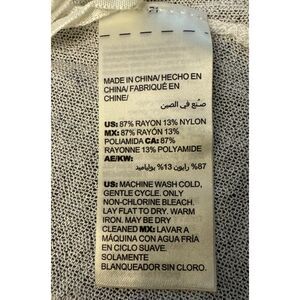 MADE IN CHINA/ HECHO EN
CHINA/ FABRIQUÉ EN
CHINE/
صنع في الصين
US: 87% RAYON 13% NYLON
MX: 87% RAYON 13%
POLIAMIDA CA: 87%
RAYONNE 13% POLYAMIDE
AE/KW:
87% رايون 13% بولياميد
US: MACHINE WASH COLD,
GENTLE CYCLE. ONLY
NON-CHLORINE BLEACH.
LAY FLAT TO DRY. WARM
IRON. MAY BE DRY
CLEANED MX: LAVAR A
MÁQUINA CON AGUA FRÍA
EN CICLO SUAVE.
SOLAMENTE
BLANQUEADOR SIN CLORO.